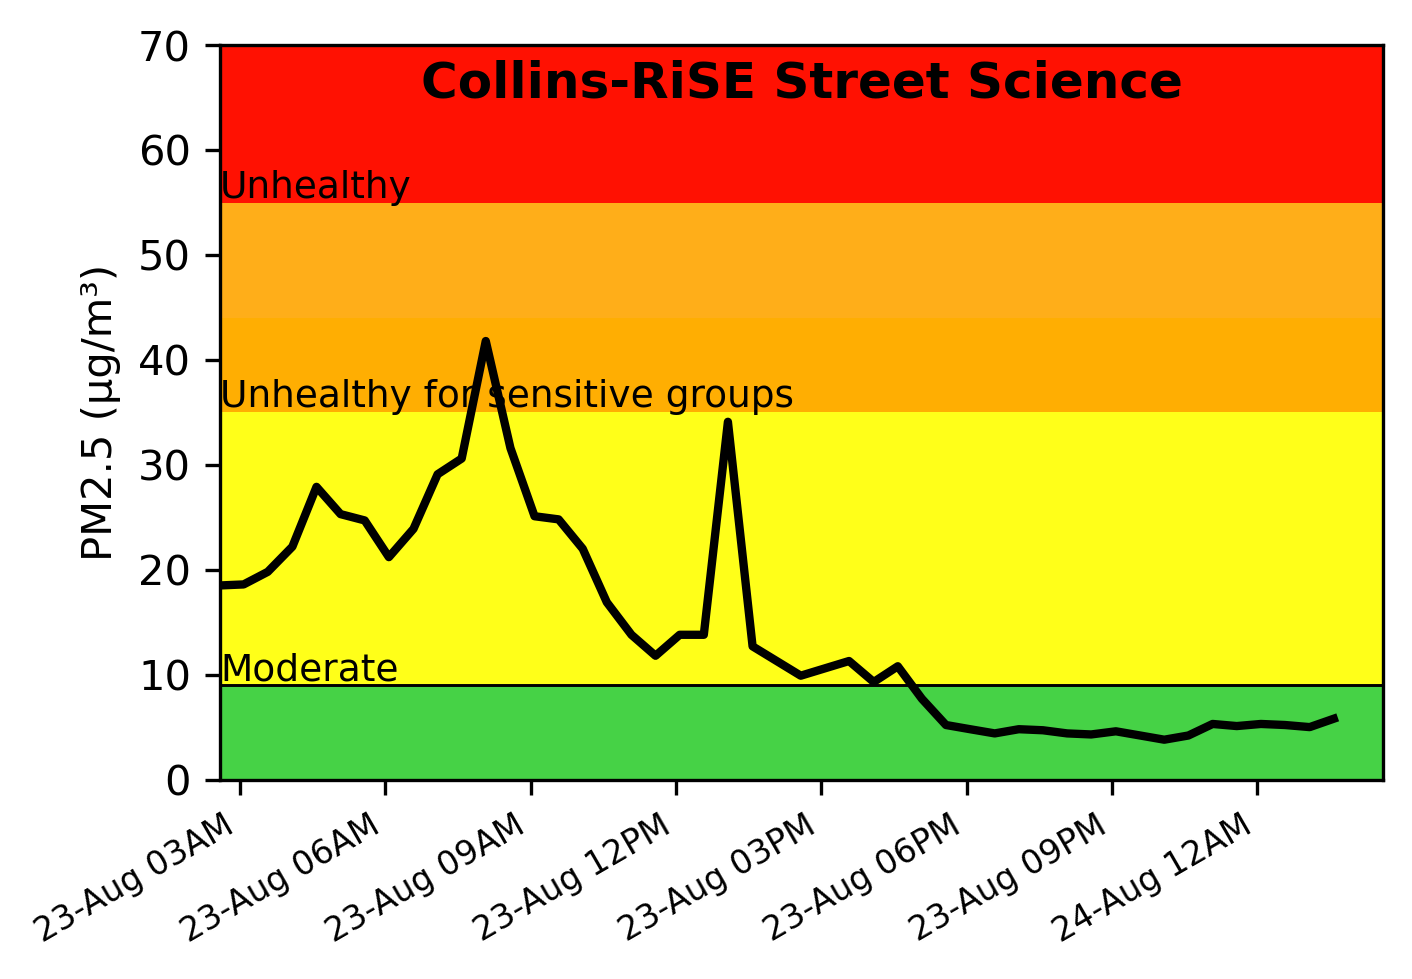 Collins-RiSE Street Science
70
60
Unhealthy
50
40
Unhealthy for sensitive groups
30
20
Moderate
10
0
PM2.5 (µg/m³)
23-Aug 03AM
23-Aug 06AM
23-Aug 09AM
23-Aug 12PM
23-Aug 03PM
23-Aug 06PM
23-Aug 09PM
24-Aug 12AM